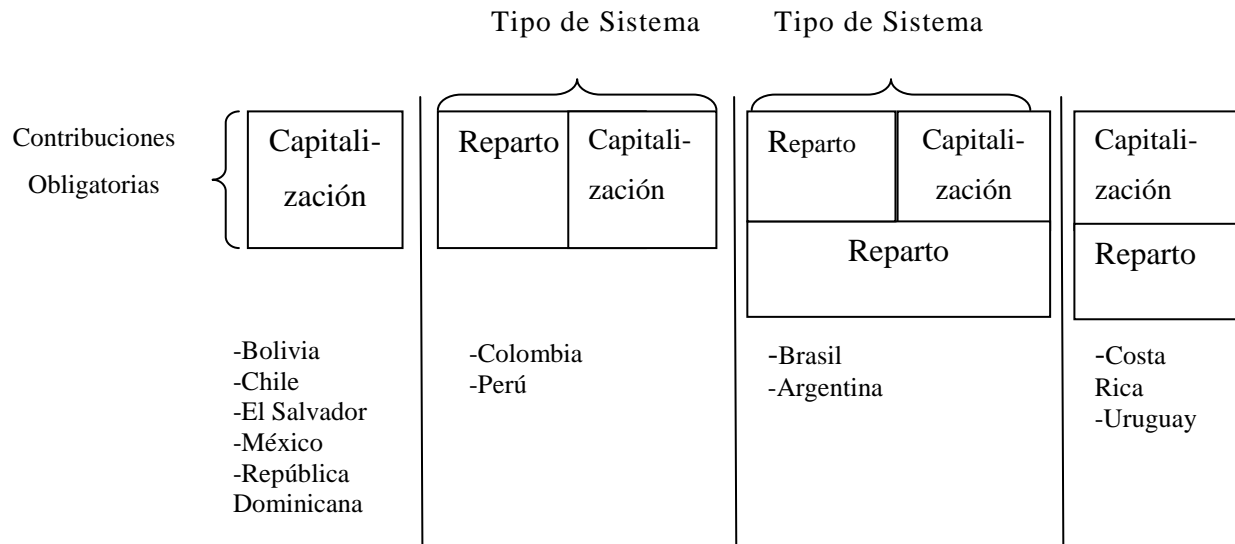 Tipo de Sistema
Tipo de Sistema
Contribuciones
Obligatorias
Capitali-
zación
Reparto
Capitali-
zación
Reparto
Capitali-
zación
Reparto
Capitali-
zación
Reparto
-Bolivia
-Chile
-El Salvador
-México
-República
Dominicana
-Colombia
-Perú
-Brasil
-Argentina
-Costa
Rica
-Uruguay